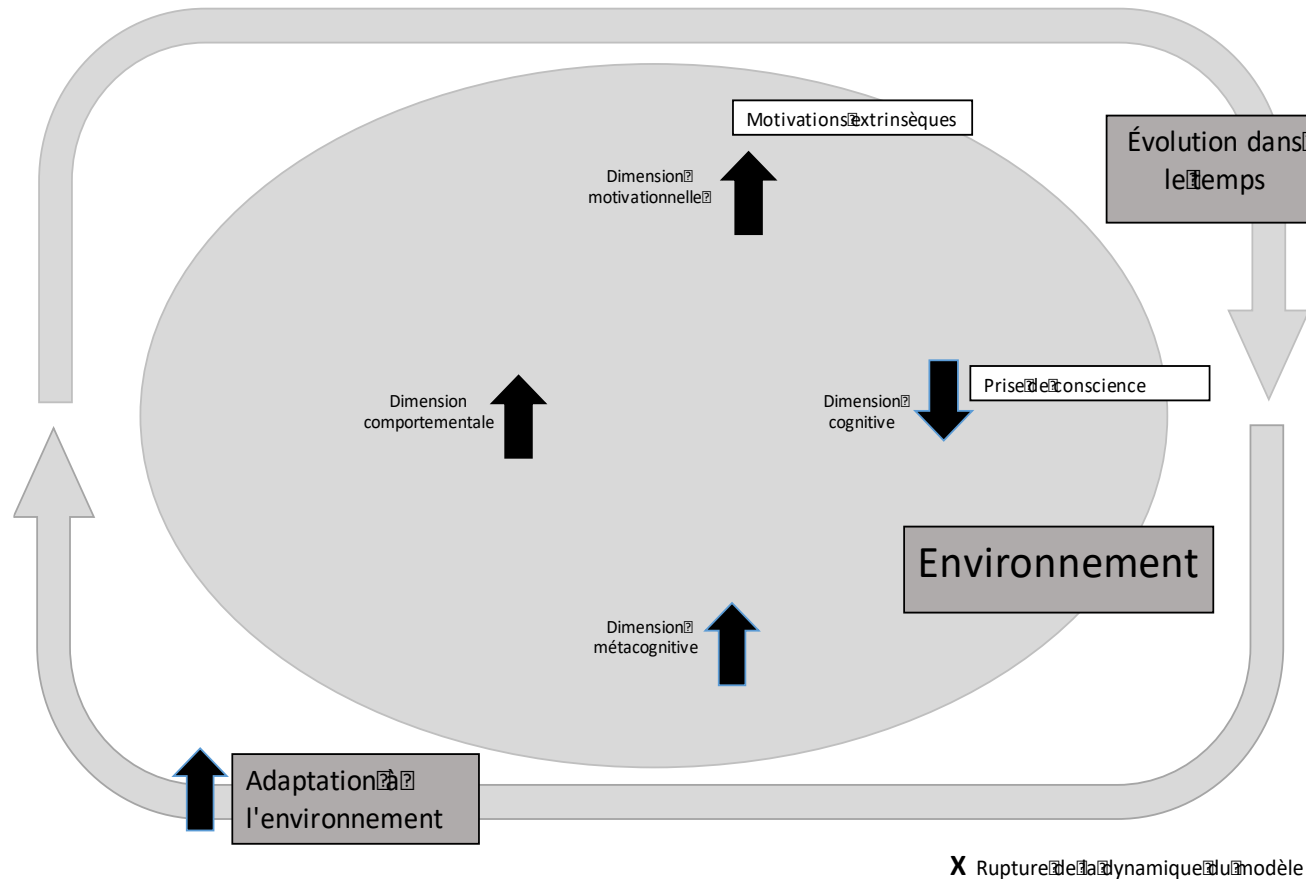 Motivations extrinsèques
Évolution dans
le temps
Dimension
motivationnelle
Dimension
comportementale
Dimension
cognitive
Prise de conscience
Environnement
Dimension
métacognitive
Adaptation à
l'environnement
X Rupture de la dynamique du modèle